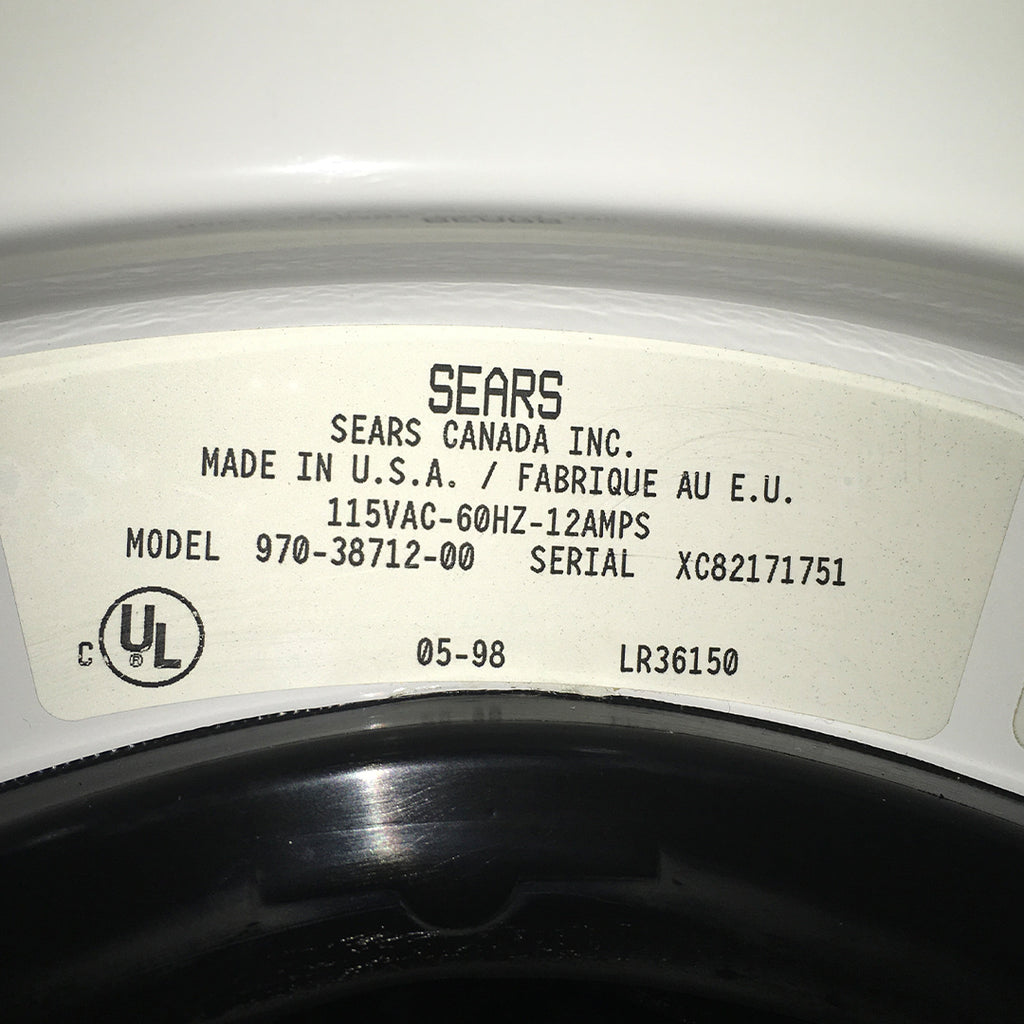 SEARS
SEARS CANADA INC.
MADE IN U.S.A. / FABRIQUE AU E.U.
115VAC-60HZ-12AMPS
MODEL 970-38712-00 SERIAL XC82171751
C UL ®
05-98 LR36150